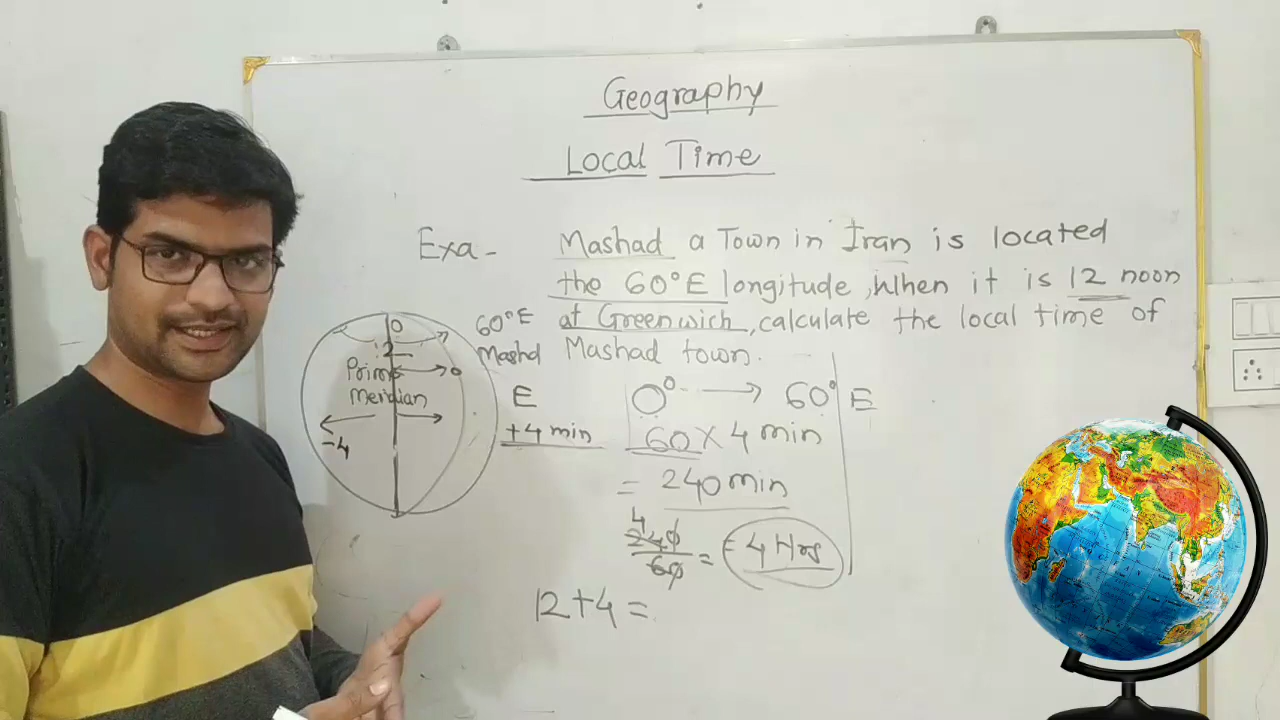 Geography
Local Time
Exa - Mashad a Town in Iran is located
the 60°E longitude, When it is 12 noon
at Greenwich, calculate the local time of
Mashad town.
60°E
Mashd
0
12
Prime
Meridian
-4
E
+4 min
0° → 60° E
60 X 4 min
= 240 min
4
240
60
= 4 Hrs
12+4 =